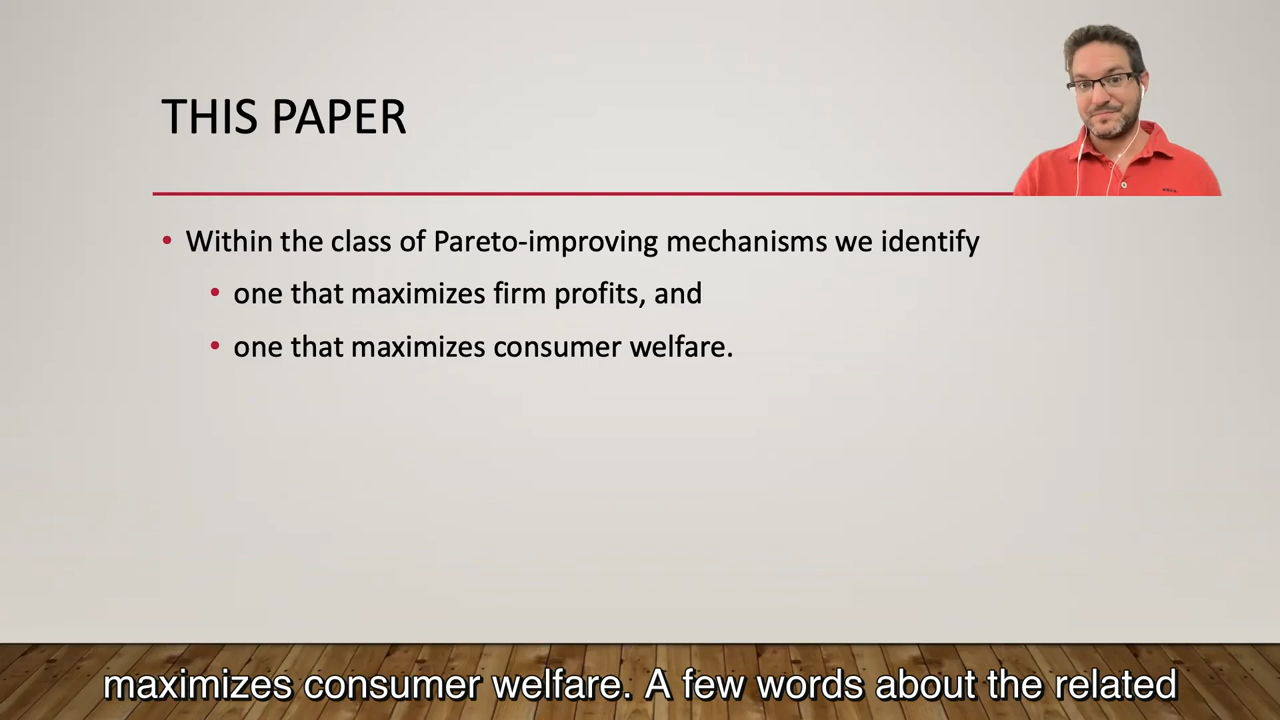 THIS PAPER
• Within the class of Pareto-improving mechanisms we identify
• one that maximizes firm profits, and
• one that maximizes consumer welfare.
maximizes consumer welfare. A few words about the related